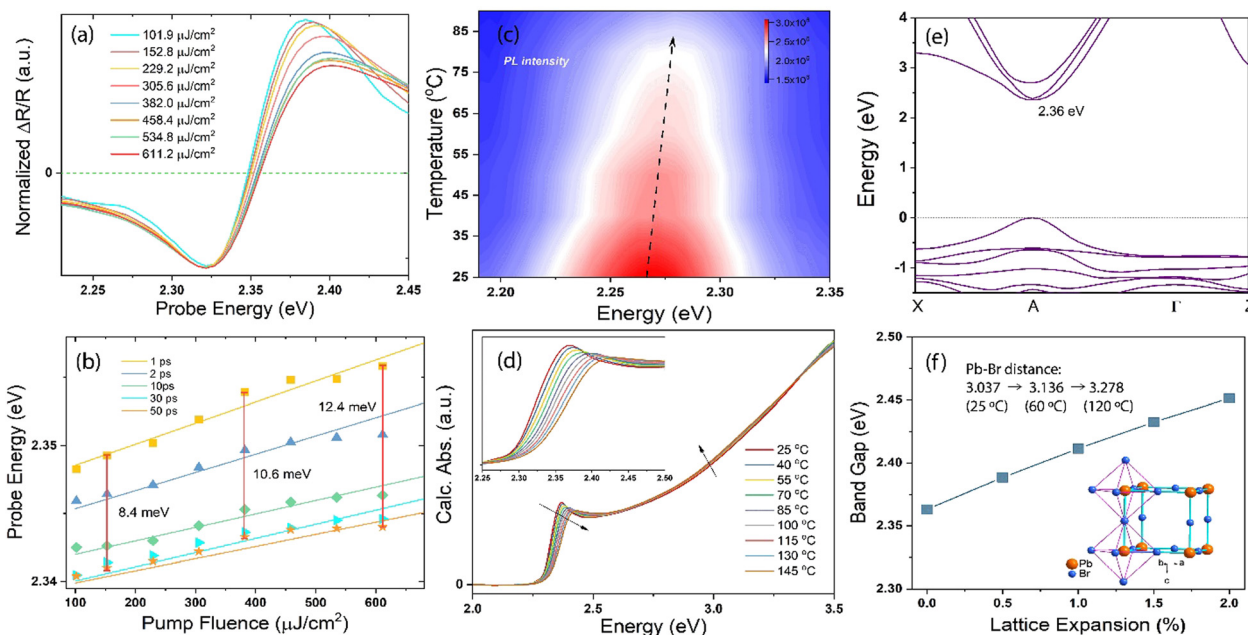 (a)
101.9 μJ/cm²
152.8 μJ/cm²
229.2 μJ/cm²
305.6 μJ/cm²
382.0 μJ/cm²
458.4 μJ/cm²
534.8 μJ/cm²
611.2 μJ/cm²
Normalized ΔR/R (a.u.)
0
2.25 2.30 2.35 2.40 2.45
Probe Energy (eV)
(c)
PL intensity
Temperature (°C)
85
75
65
55
45
35
25
2.20 2.25 2.30 2.35
Energy (eV)
(e)
Energy (eV)
4
3
2
1
0
-1
2.36 eV
X A Γ Z
(b)
1 ps
2 ps
10ps
30 ps
50 ps
12.4 meV
10.6 meV
8.4 meV
Probe Energy (eV)
2.35
2.34
100 200 300 400 500 600
Pump Fluence (μJ/cm²)
(d)
Calc. Abs. (a.u.)
0
2.25 2.30 2.35 2.40 2.45 2.50
25 °C
40 °C
55 °C
70 °C
85 °C
100 °C
115 °C
130 °C
145 °C
2.0 2.5 3.0 3.5
Energy (eV)
(f)
Pb-Br distance:
3.037 → 3.136 → 3.278
(25 °C) (60 °C) (120 °C)
Band Gap (eV)
2.50
2.45
2.40
2.35
2.30
Pb
Br
b a
c
0.0 0.5 1.0 1.5 2.0
Lattice Expansion (%)